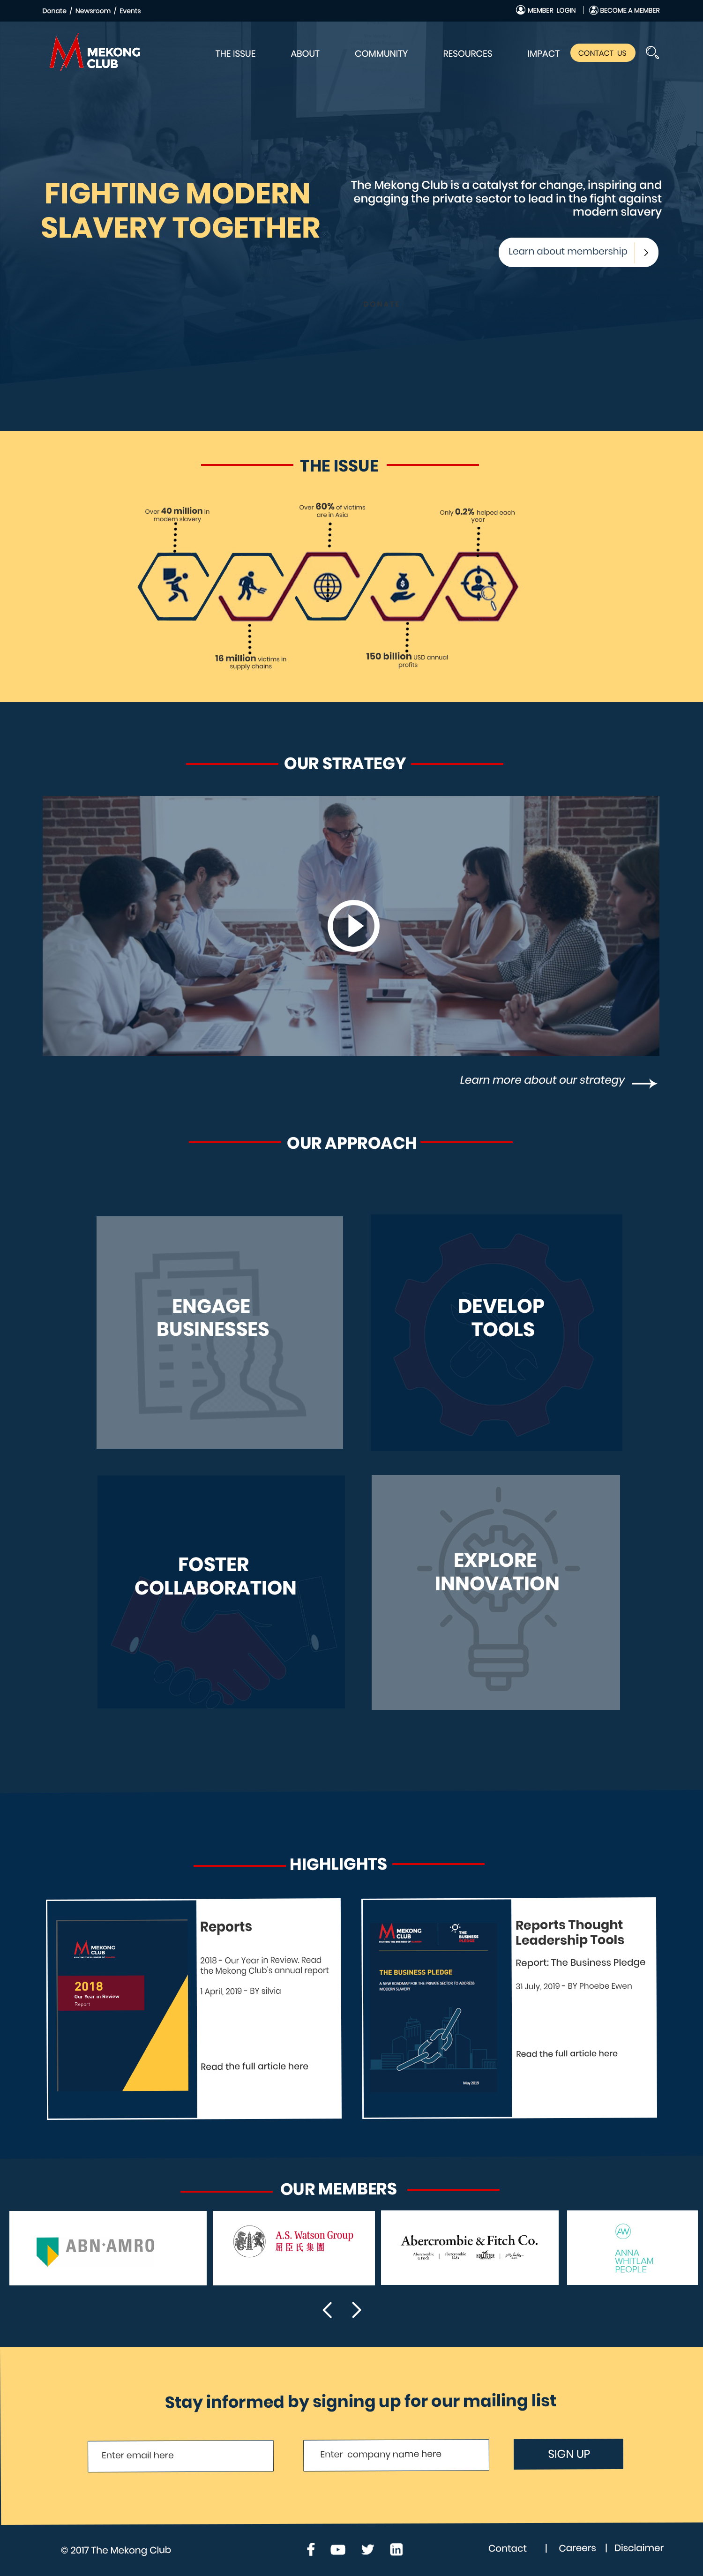 Donate / Newsroom / Events
MEMBER LOGIN | BECOME A MEMBER
MEKONG
CLUB
THE ISSUE ABOUT COMMUNITY RESOURCES IMPACT CONTACT US
FIGHTING MODERN
SLAVERY TOGETHER
The Mekong Club is a catalyst for change, inspiring and
engaging the private sector to lead in the fight against
modern slavery
Learn about membership
THE ISSUE
Over 40 million in
modern slavery
Over 60% of victims
are in Asia
Only 0.2% helped each
year
16 million victims in
supply chains
150 billion USD annual
profits
OUR STRATEGY
Learn more about our strategy
OUR APPROACH
ENGAGE
BUSINESSES
DEVELOP
TOOLS
FOSTER
COLLABORATION
EXPLORE
INNOVATION
HIGHLIGHTS
MEKONG
CLUB
2018
Our Year in Review
Report
Reports
2018 - Our Year in Review. Read
the Mekong Club's annual report
1 April, 2019 - BY silvia
Read the full article here
MEKONG
CLUB
THE
BUSINESS
PLEDGE
THE BUSINESS PLEDGE
A NEW ROADMAP FOR THE PRIVATE SECTOR TO ADDRESS
MODERN SLAVERY
May 2019
Reports Thought
Leadership Tools
Report: The Business Pledge
31 July, 2019 - BY Phoebe Ewen
Read the full article here
OUR MEMBERS
ABN·AMRO
A.S. Watson Group
屈臣氏集團
Abercrombie & Fitch Co.
Abercrombie
abercrombie
kids
HOLLISTER
AW
ANNA
WHITLAM
PEOPLE
Stay informed by signing up for our mailing list
Enter email here
Enter company name here
SIGN UP
© 2017 The Mekong Club
Contact | Careers | Disclaimer